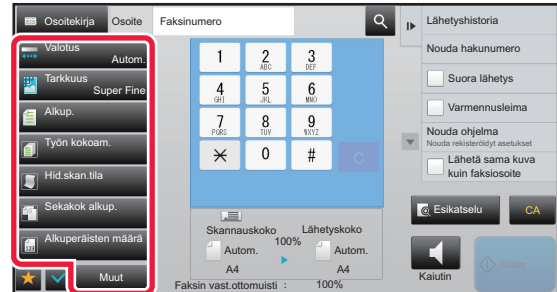 Osoitekirja
Osoite
Faksinumero
Valotus
Autom.
Tarkkuus
Super Fine
Alkup.
Työn kokoam.
Hid.skan.tila
Sekakok alkup.
Alkuperäisten määrä
Muut
1
2
ABC
3
DEF
4
GHI
5
JKL
6
MNO
7
PQRS
8
TUV
9
WXYZ
0
#
C
Skannauskoko
Lähetyskoko
100%
Autom.
Autom.
A4
A4
Faksin vast.ottomuisti : 100%
Lähetyshistoria
Nouda hakunumero
Suora lähetys
Varmennusleima
Nouda ohjelma
Nouda rekisteröidyt asetukset
Lähetä sama kuva
kuin faksiosoite
Esikatselu
CA
Kaiutin
Aloita